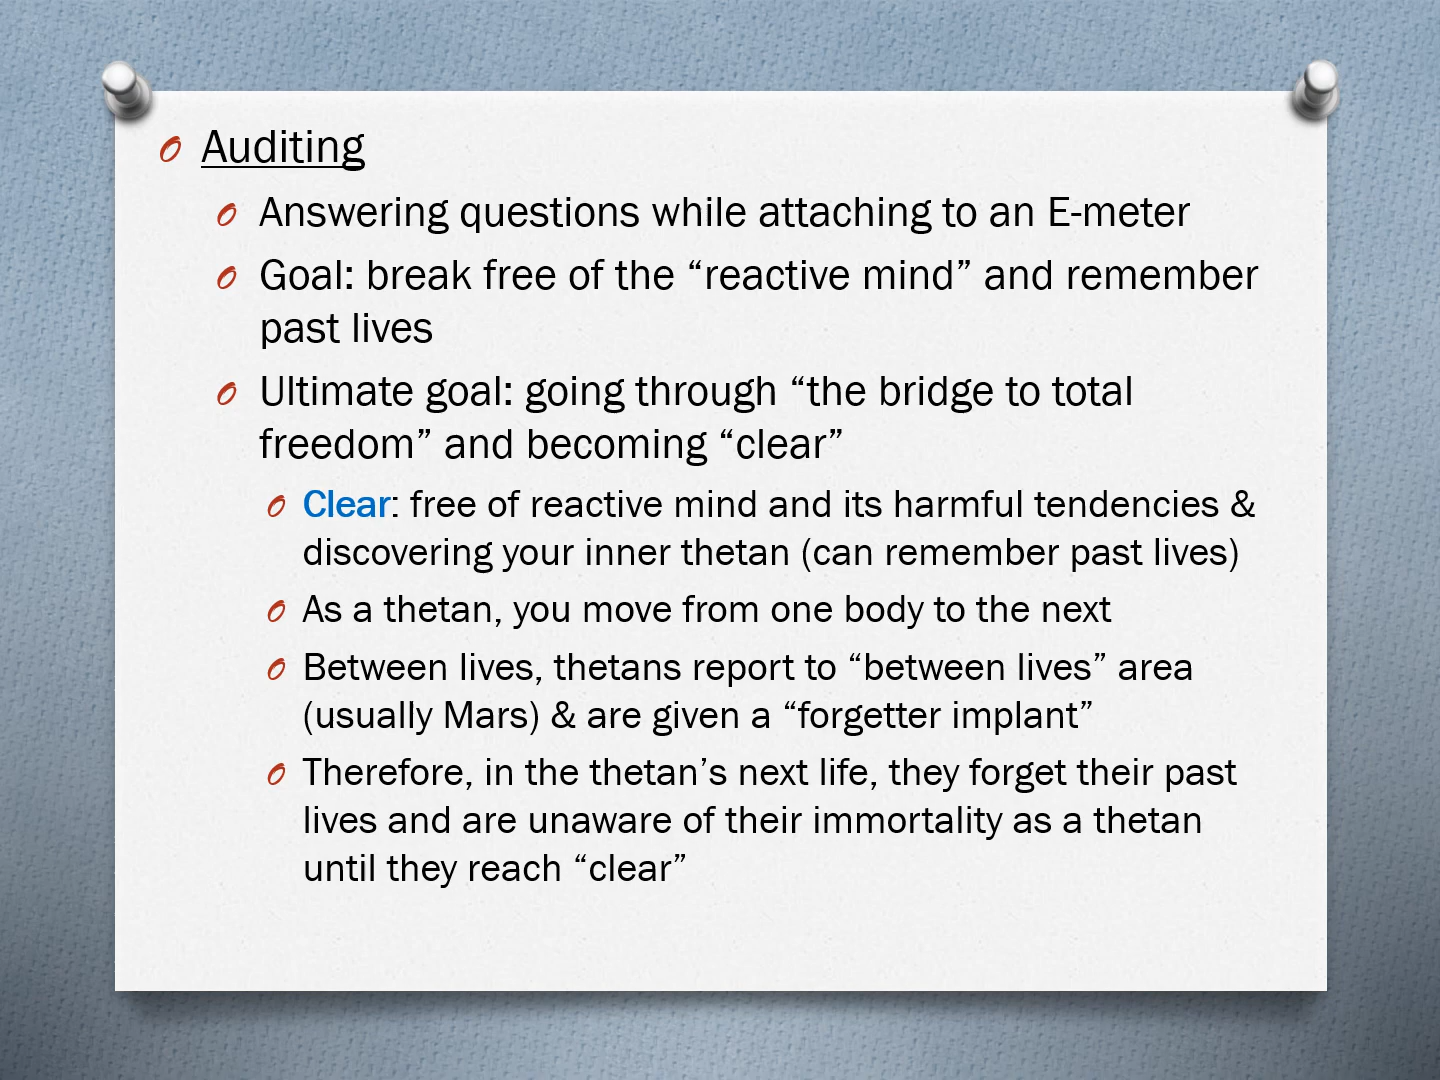 Auditing
Answering questions while attaching to an E-meter
Goal: break free of the “reactive mind” and remember
past lives
Ultimate goal: going through “the bridge to total
freedom” and becoming “clear”
Clear: free of reactive mind and its harmful tendencies &
discovering your inner thetan (can remember past lives)
As a thetan, you move from one body to the next
Between lives, thetans report to “between lives” area
(usually Mars) & are given a “forgetter implant”
Therefore, in the thetan’s next life, they forget their past
lives and are unaware of their immortality as a thetan
until they reach “clear”